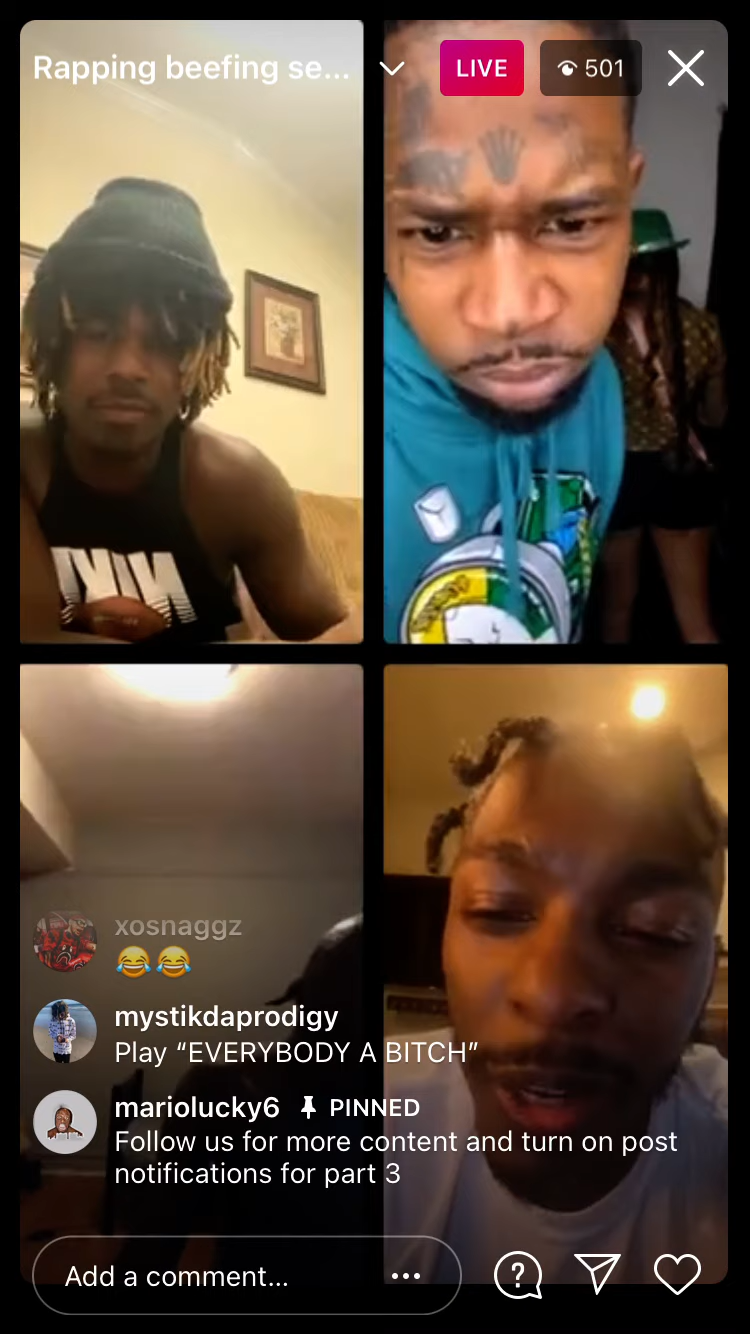 Rapping beefing se...
LIVE
501
xosnaggz
😂😂
mystikdaprodigy
Play “EVERYBODY A BITCH”
mariolucky6 PINNED
Follow us for more content and turn on post
notifications for part 3
Add a comment...